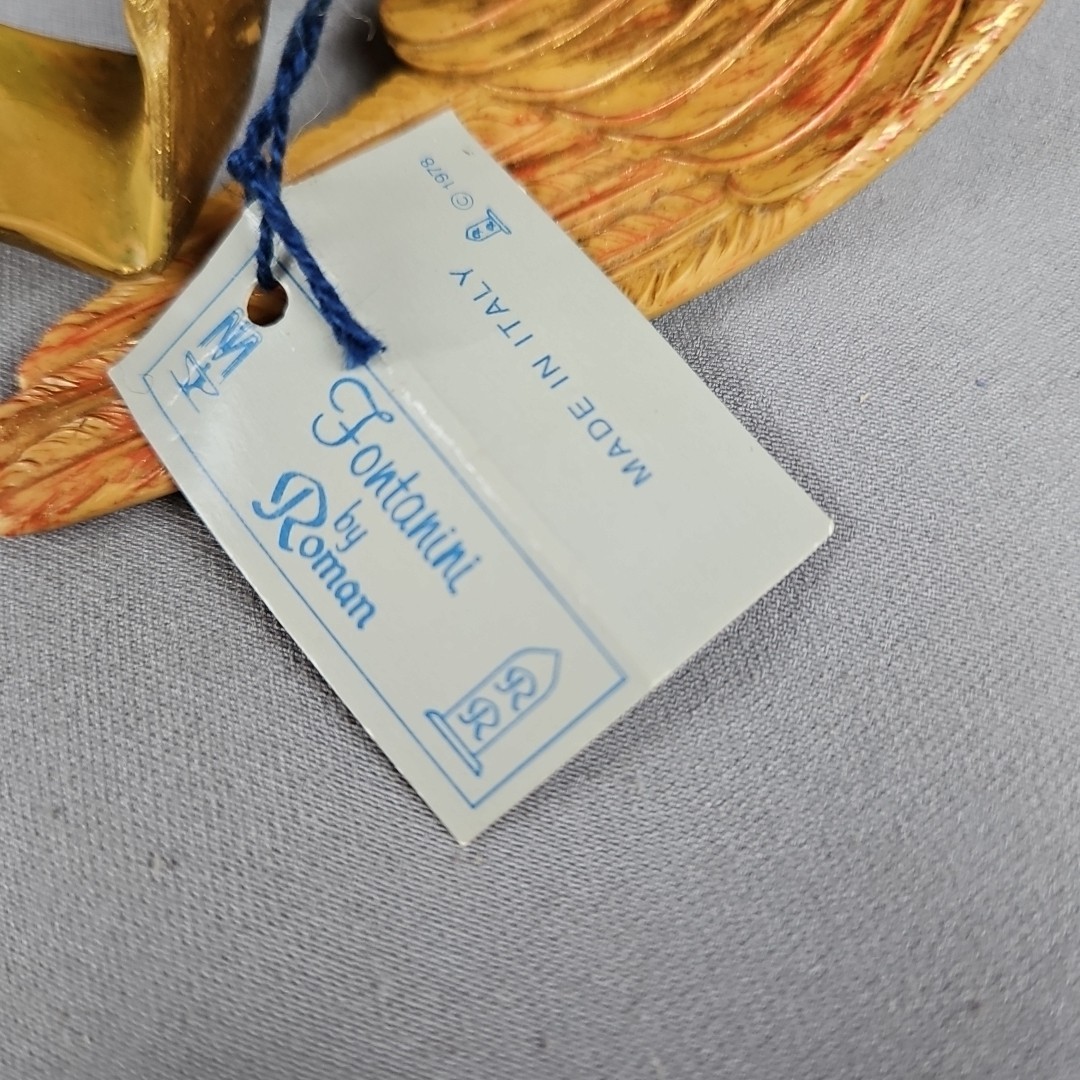 Fontanini
by
Roman
R
R
MADE IN ITALY
© 1978